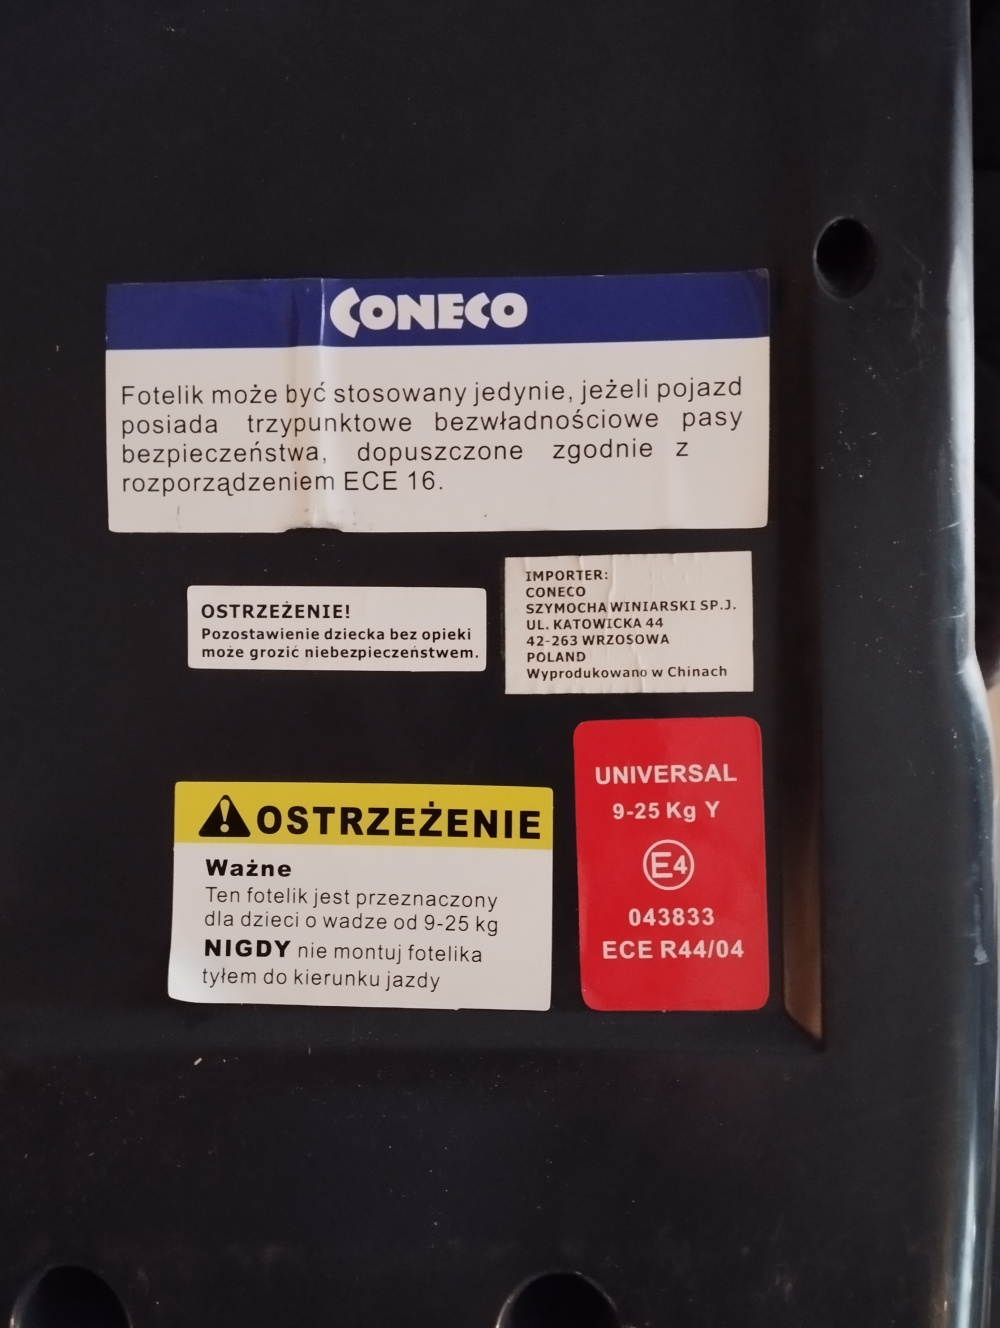 CONECO
Fotelik może być stosowany jedynie, jeżeli pojazd
posiada trzypunktowe bezwładnościowe pasy
bezpieczeństwa, dopuszczone zgodnie z
rozporządzeniem ECE 16.
OSTRZEŻENIE!
Pozostawienie dziecka bez opieki
może grozić niebezpieczeństwem.
IMPORTER:
CONECO
SZYMOCHA WINIARSKI SP.J.
UL. KATOWICKA 44
42-263 WRZOSOWA
POLAND
Wyprodukowano w Chinach
OSTRZEŻENIE
Ważne
Ten fotelik jest przeznaczony
dla dzieci o wadze od 9-25 kg
NIGDY nie montuj fotelika
tyłem do kierunku jazdy
UNIVERSAL
9-25 Kg Y
E4
043833
ECE R44/04